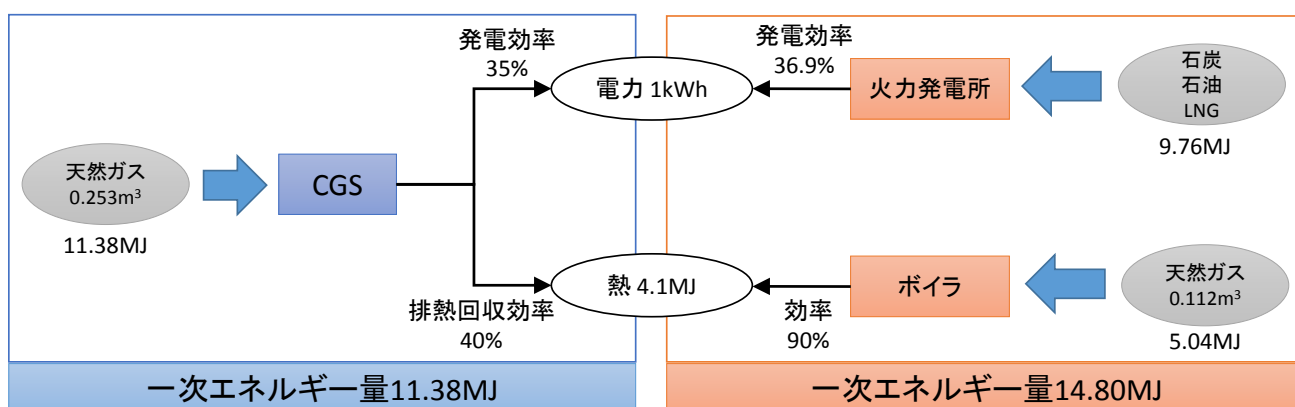 発電効率
35%
電力 1kWh
発電効率
36.9%
火力発電所
石炭
石油
LNG
9.76MJ
天然ガス
0.253m³
11.38MJ
CGS
排熱回収効率
40%
熱 4.1MJ
効率
90%
ボイラ
天然ガス
0.112m³
5.04MJ
一次エネルギー量11.38MJ
一次エネルギー量14.80MJ